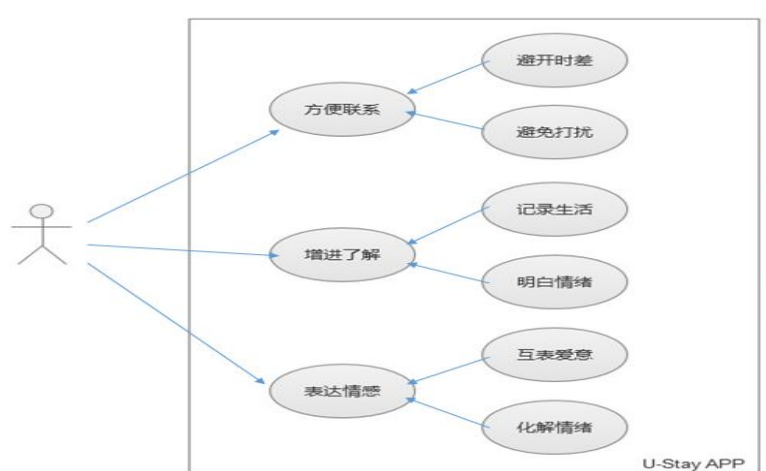 避开时差
方便联系
避免打扰
记录生活
增进了解
明白情绪
互表爱意
表达情感
化解情绪
U-Stay APP